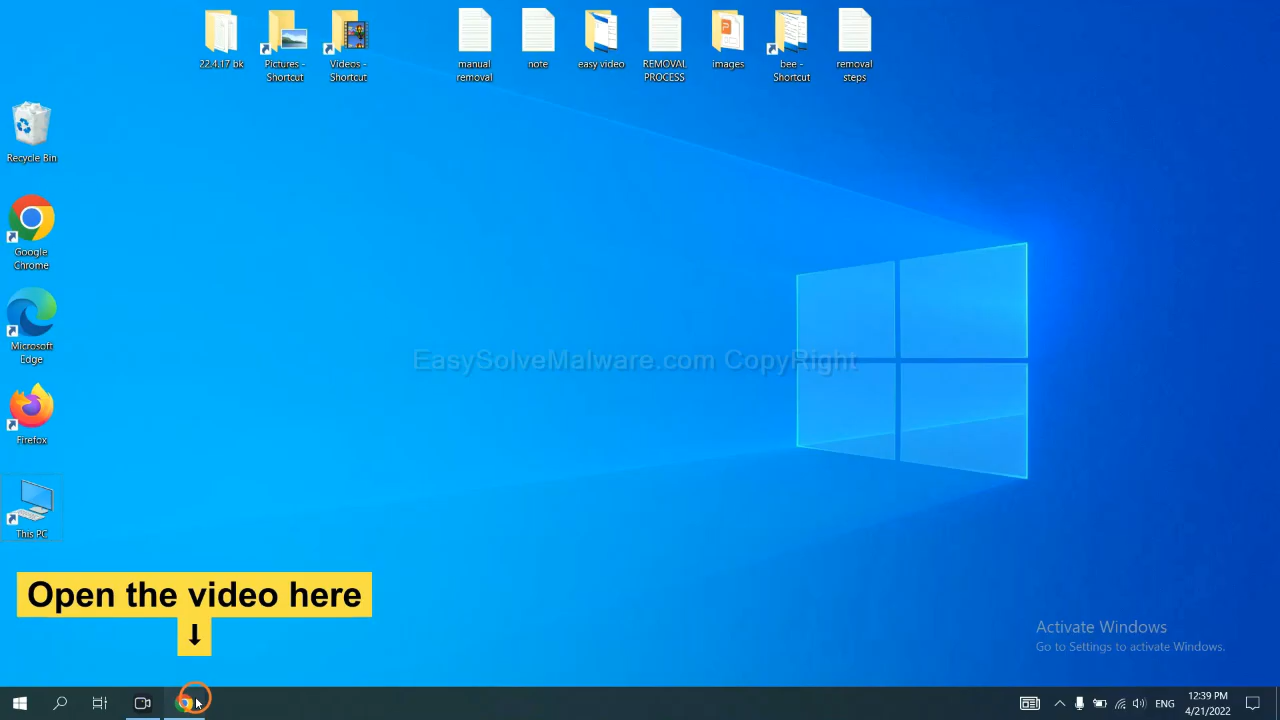 22.4.17 bk
Pictures -
Shortcut
Videos -
Shortcut
manual
removal
note
easy video
REMOVAL
PROCESS
images
bee -
Shortcut
removal
steps
Recycle Bin
Google
Chrome
Microsoft
Edge
Firefox
This PC
EasySolveMalware.com CopyRight
Open the video here
Activate Windows
Go to Settings to activate Windows.
ENG
12:39 PM
4/21/2022